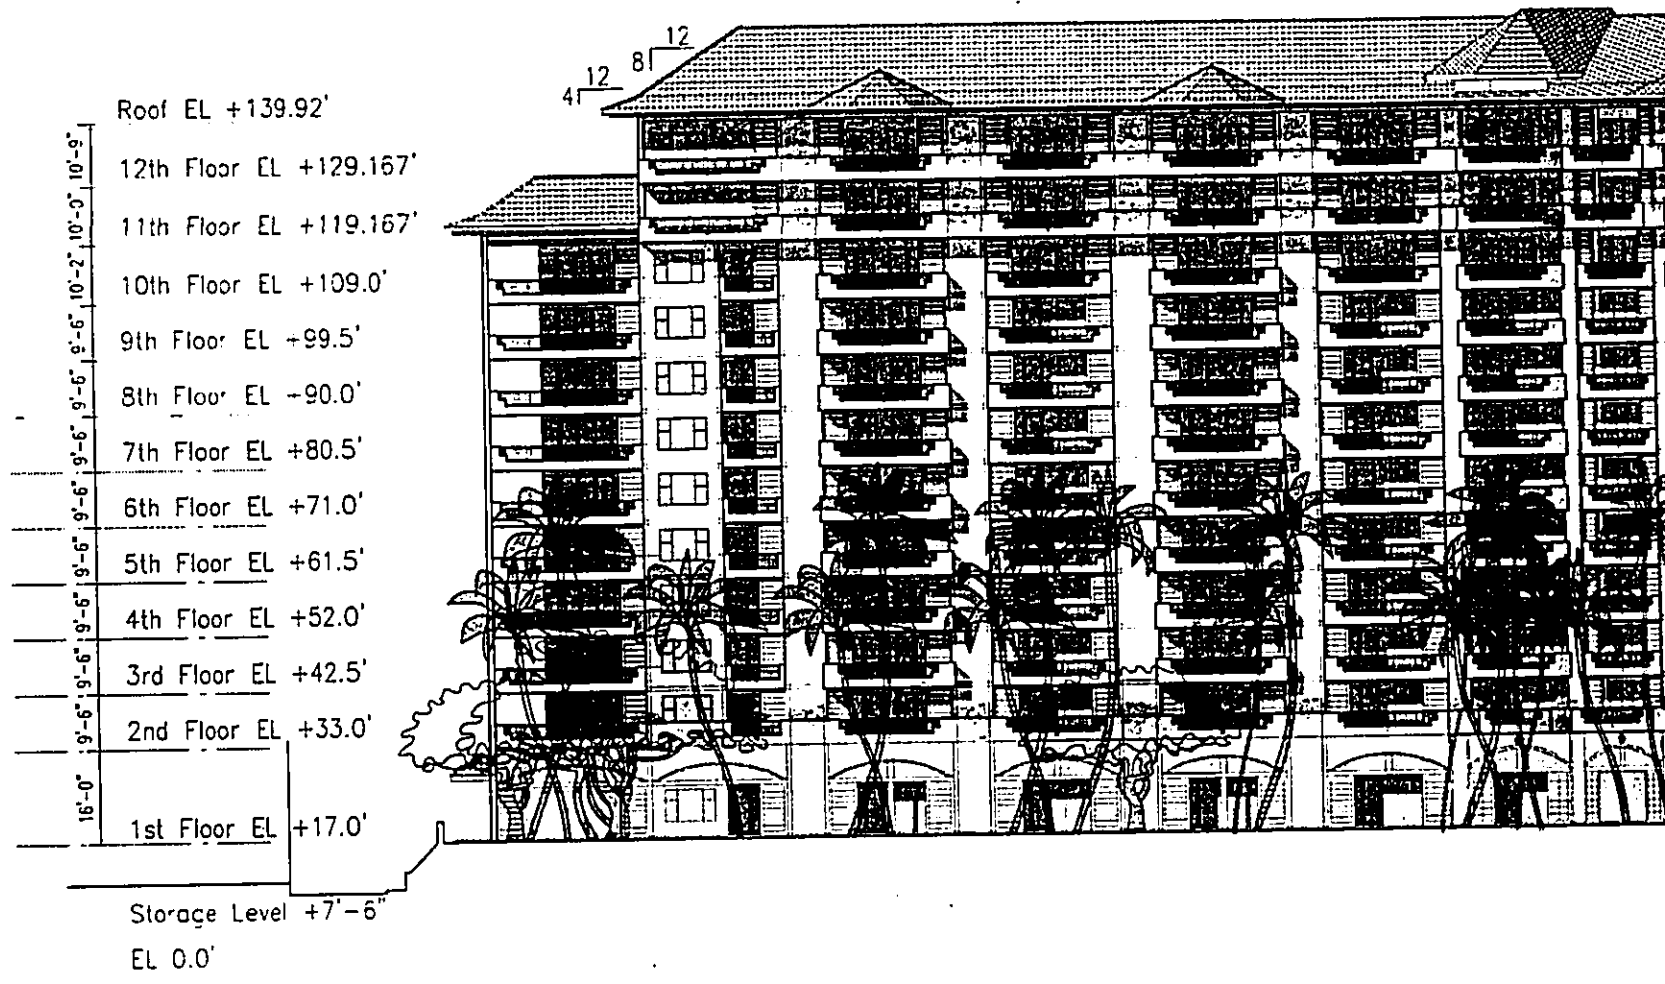 12
8
12
4
Roof EL +139.92'
10'-9"
12th Floor EL +129.167'
10'-0"
11th Floor EL +119.167'
10'-2"
10th Floor EL +109.0'
9'-6"
9th Floor EL +99.5'
9'-6"
8th Floor EL +90.0'
9'-6"
7th Floor EL +80.5'
9'-6"
6th Floor EL +71.0'
9'-6"
5th Floor EL +61.5'
9'-6"
4th Floor EL +52.0'
9'-6"
3rd Floor EL +42.5'
9'-6"
2nd Floor EL +33.0'
16'-0"
1st Floor EL +17.0'
Storage Level +7'-6"
EL 0.0'